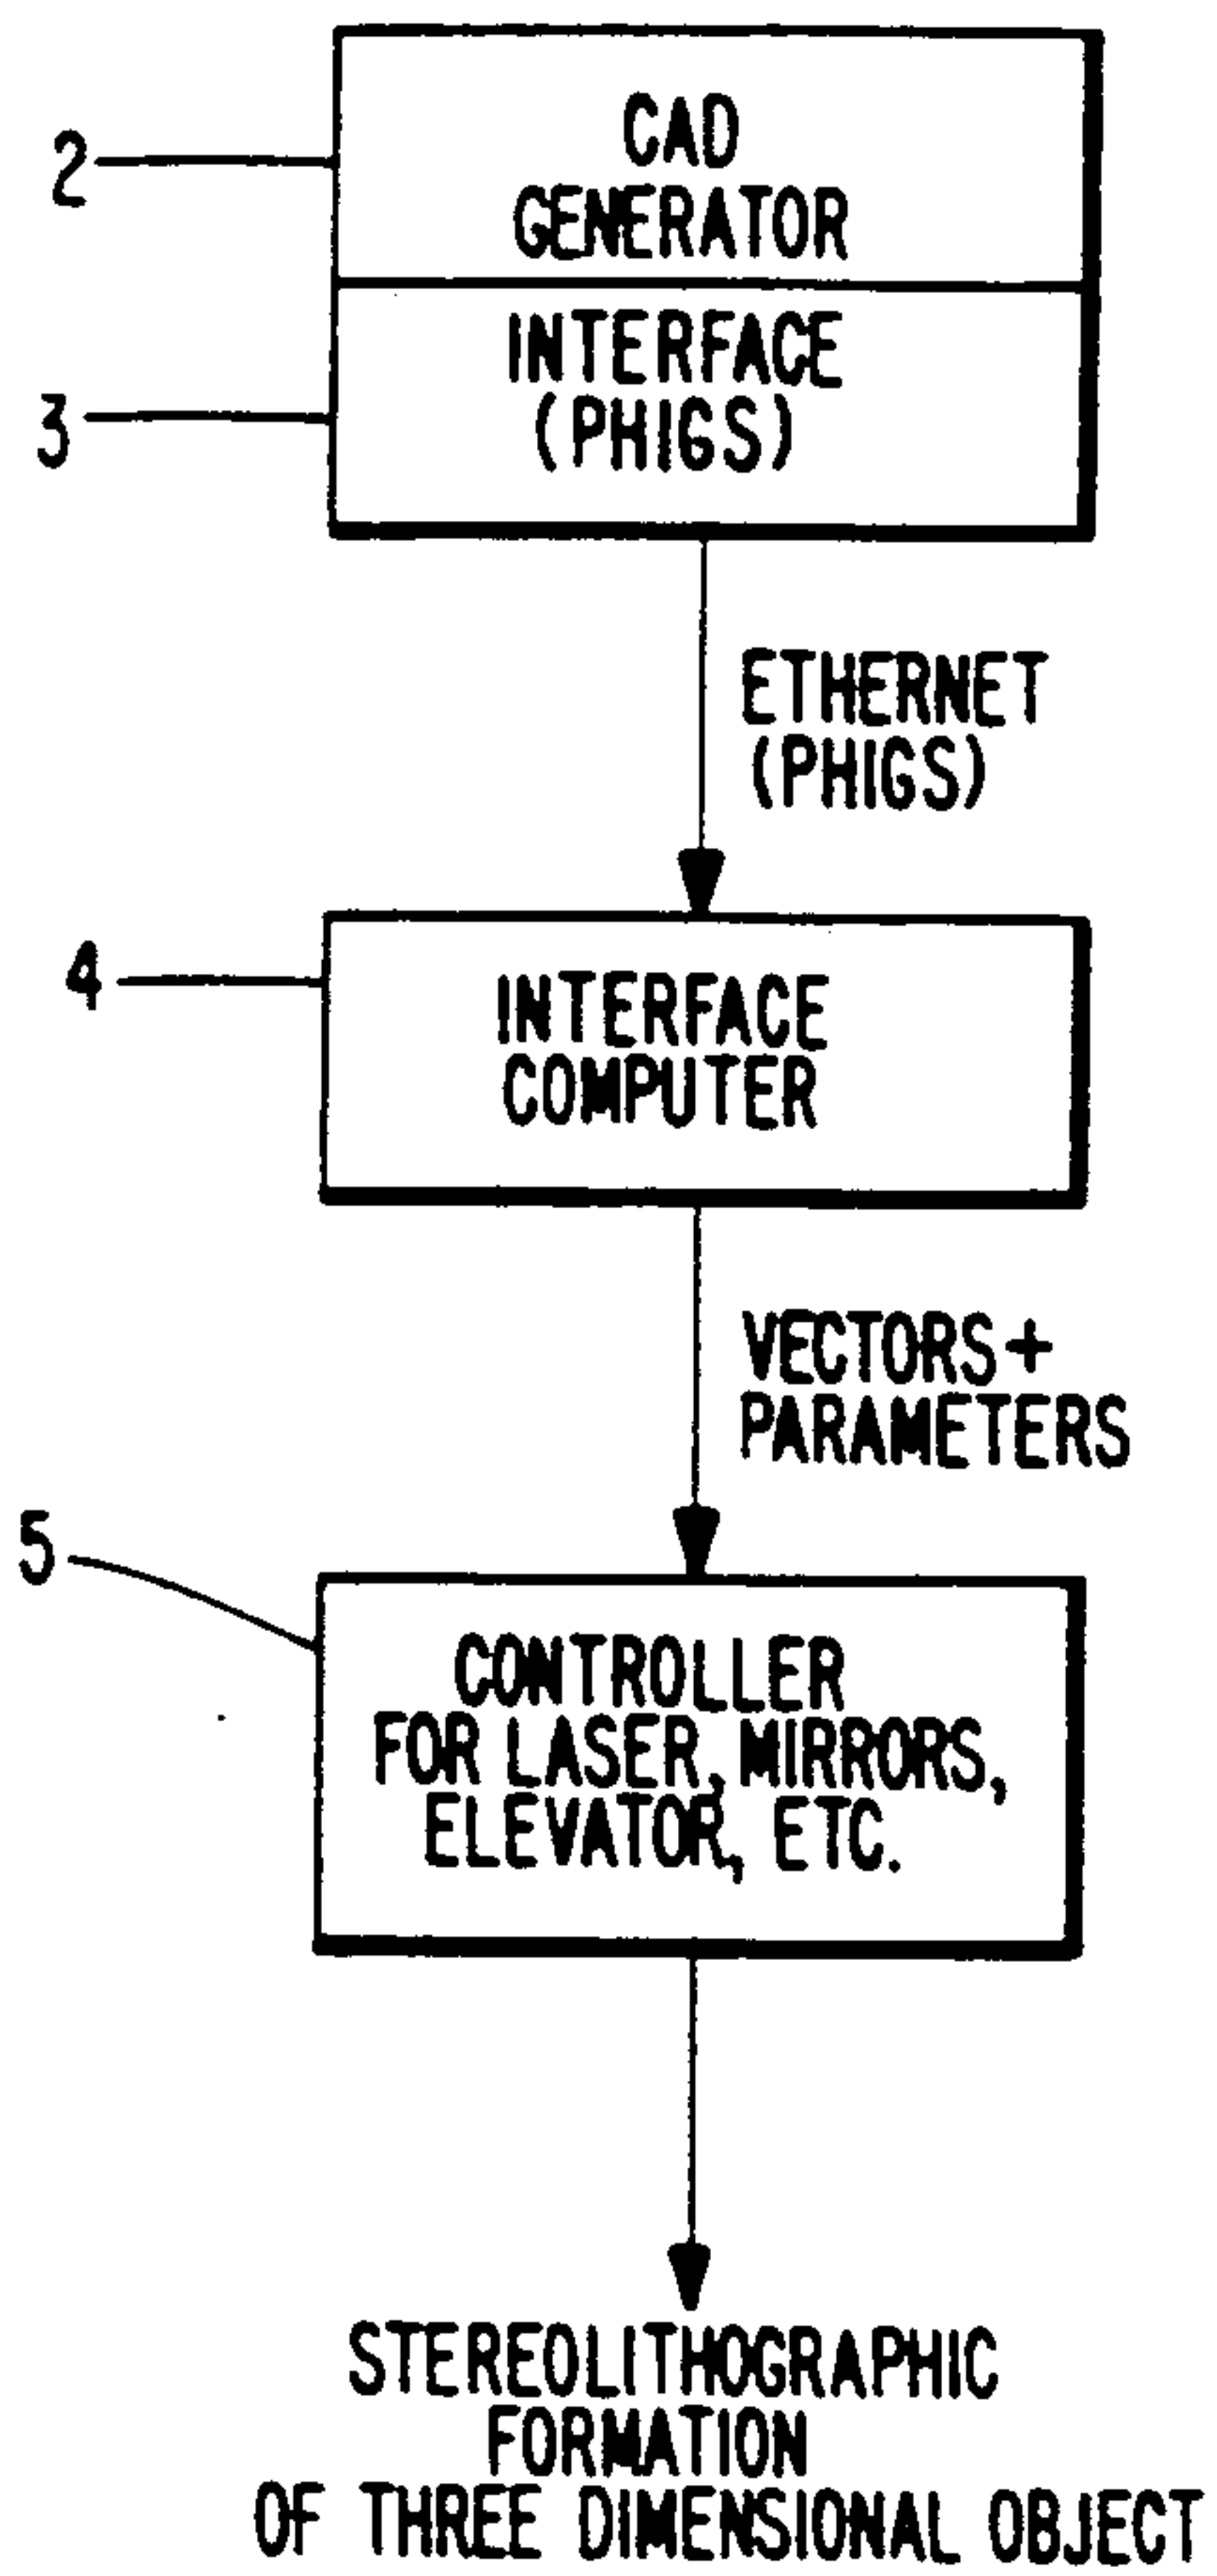 2
CAD
GENERATOR
3
INTERFACE
(PHIGS)
ETHERNET
(PHIGS)
4
INTERFACE
COMPUTER
VECTORS+
PARAMETERS
5
CONTROLLER
FOR LASER, MIRRORS,
ELEVATOR, ETC.
STEREOLITHOGRAPHIC
FORMATION
OF THREE DIMENSIONAL OBJECT